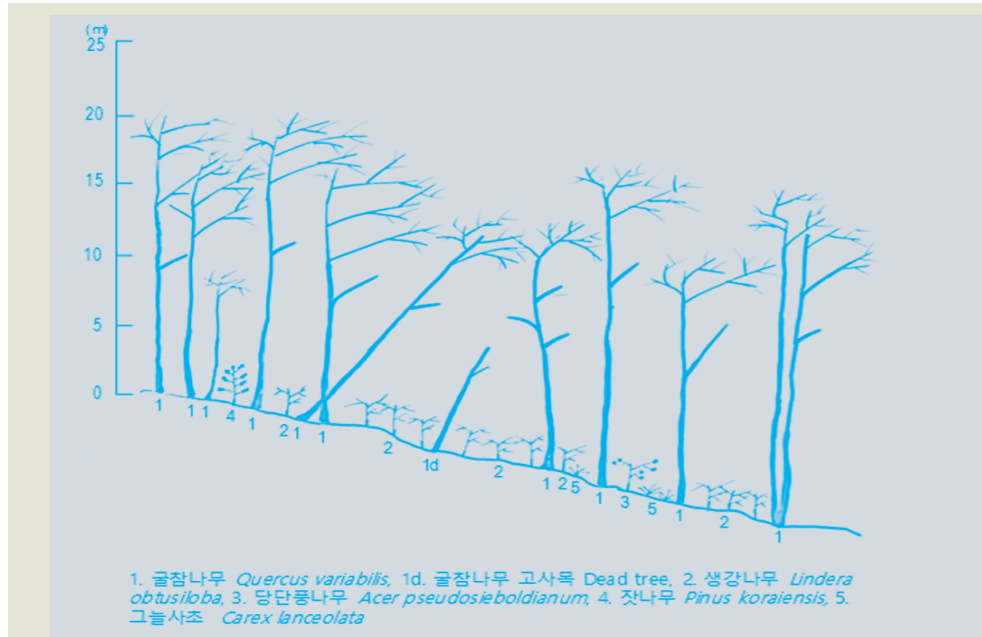 (m)
25
20
15
10
5
0
1 1 1 4 1 2 1 1 2 1d 2 1 2 5 1 3 5 1 2 1
1. 굴참나무 Quercus variabilis, 1d. 굴참나무 고사목 Dead tree, 2. 생강나무 Lindera
obtusiloba, 3. 당단풍나무 Acer pseudosieboldianum, 4. 잣나무 Pinus koraiensis, 5.
그늘사초 Carex lanceolata